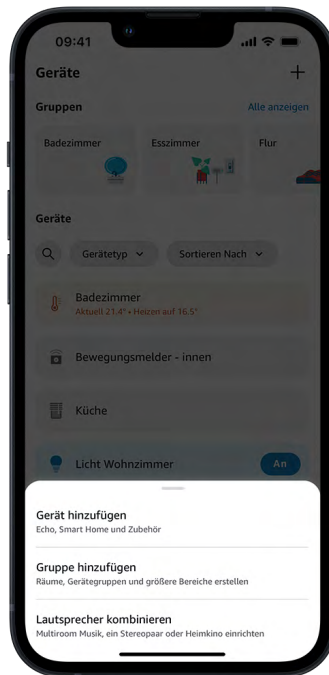 09:41
Geräte
Gruppen
Alle anzeigen
Badezimmer
Esszimmer
Flur
Geräte
Gerätetyp
Sortieren Nach
Badezimmer
Aktuell 21.4° • Heizen auf 16.5°
Bewegungsmelder - innen
Küche
Licht Wohnzimmer
An
Gerät hinzufügen
Echo, Smart Home und Zubehör
Gruppe hinzufügen
Räume, Gerätegruppen und größere Bereiche erstellen
Lautsprecher kombinieren
Multiroom Musik, ein Stereopaar oder Heimkino einrichten